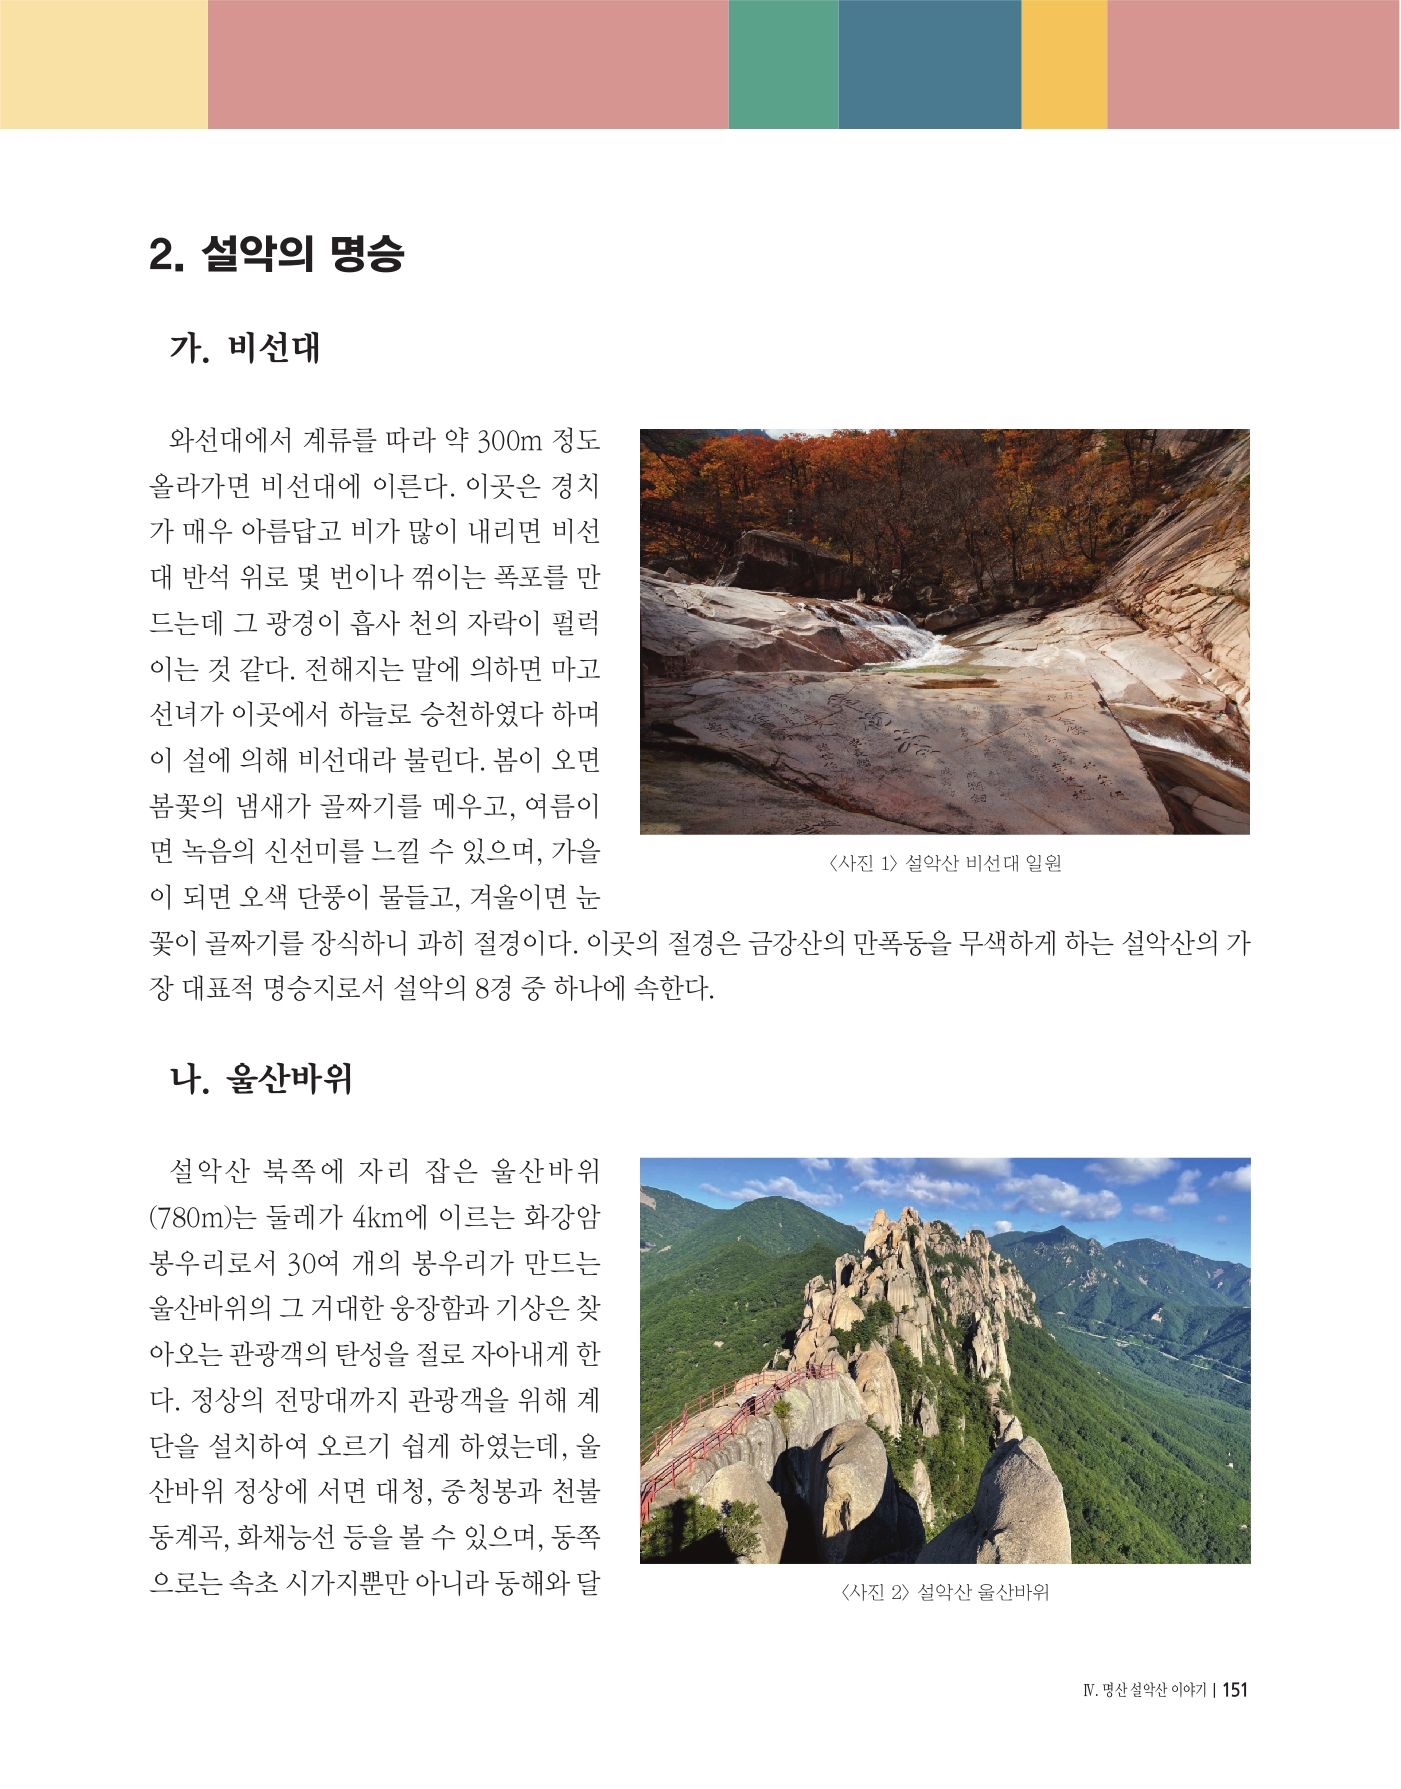 2. 설악의 명승
가. 비선대
와선대에서 계류를 따라 약 300m 정도
올라가면 비선대에 이른다. 이곳은 경치
가 매우 아름답고 비가 많이 내리면 비선
대 반석 위로 몇 번이나 꺾이는 폭포를 만
드는데 그 광경이 흡사 천의 자락이 펄럭
이는 것 같다. 전해지는 말에 의하면 마고
선녀가 이곳에서 하늘로 승천하였다 하며
이 설에 의해 비선대라 불린다. 봄이 오면
봄꽃의 냄새가 골짜기를 메우고, 여름이
면 녹음의 신선미를 느낄 수 있으며, 가을
이 되면 오색 단풍이 물들고, 겨울이면 눈
꽃이 골짜기를 장식하니 과히 절경이다. 이곳의 절경은 금강산의 만폭동을 무색하게 하는 설악산의 가
장 대표적 명승지로서 설악의 8경 중 하나에 속한다.
〈사진 1〉 설악산 비선대 일원
나. 울산바위
설악산 북쪽에 자리 잡은 울산바위
(780m)는 둘레가 4km에 이르는 화강암
봉우리로서 30여 개의 봉우리가 만드는
울산바위의 그 거대한 웅장함과 기상은 찾
아오는 관광객의 탄성을 절로 자아내게 한
다. 정상의 전망대까지 관광객을 위해 계
단을 설치하여 오르기 쉽게 하였는데, 울
산바위 정상에 서면 대청, 중청봉과 천불
동계곡, 화채능선 등을 볼 수 있으며, 동쪽
으로는 속초 시가지뿐만 아니라 동해와 달
〈사진 2〉 설악산 울산바위
Ⅳ. 명산 설악산 이야기 | 151